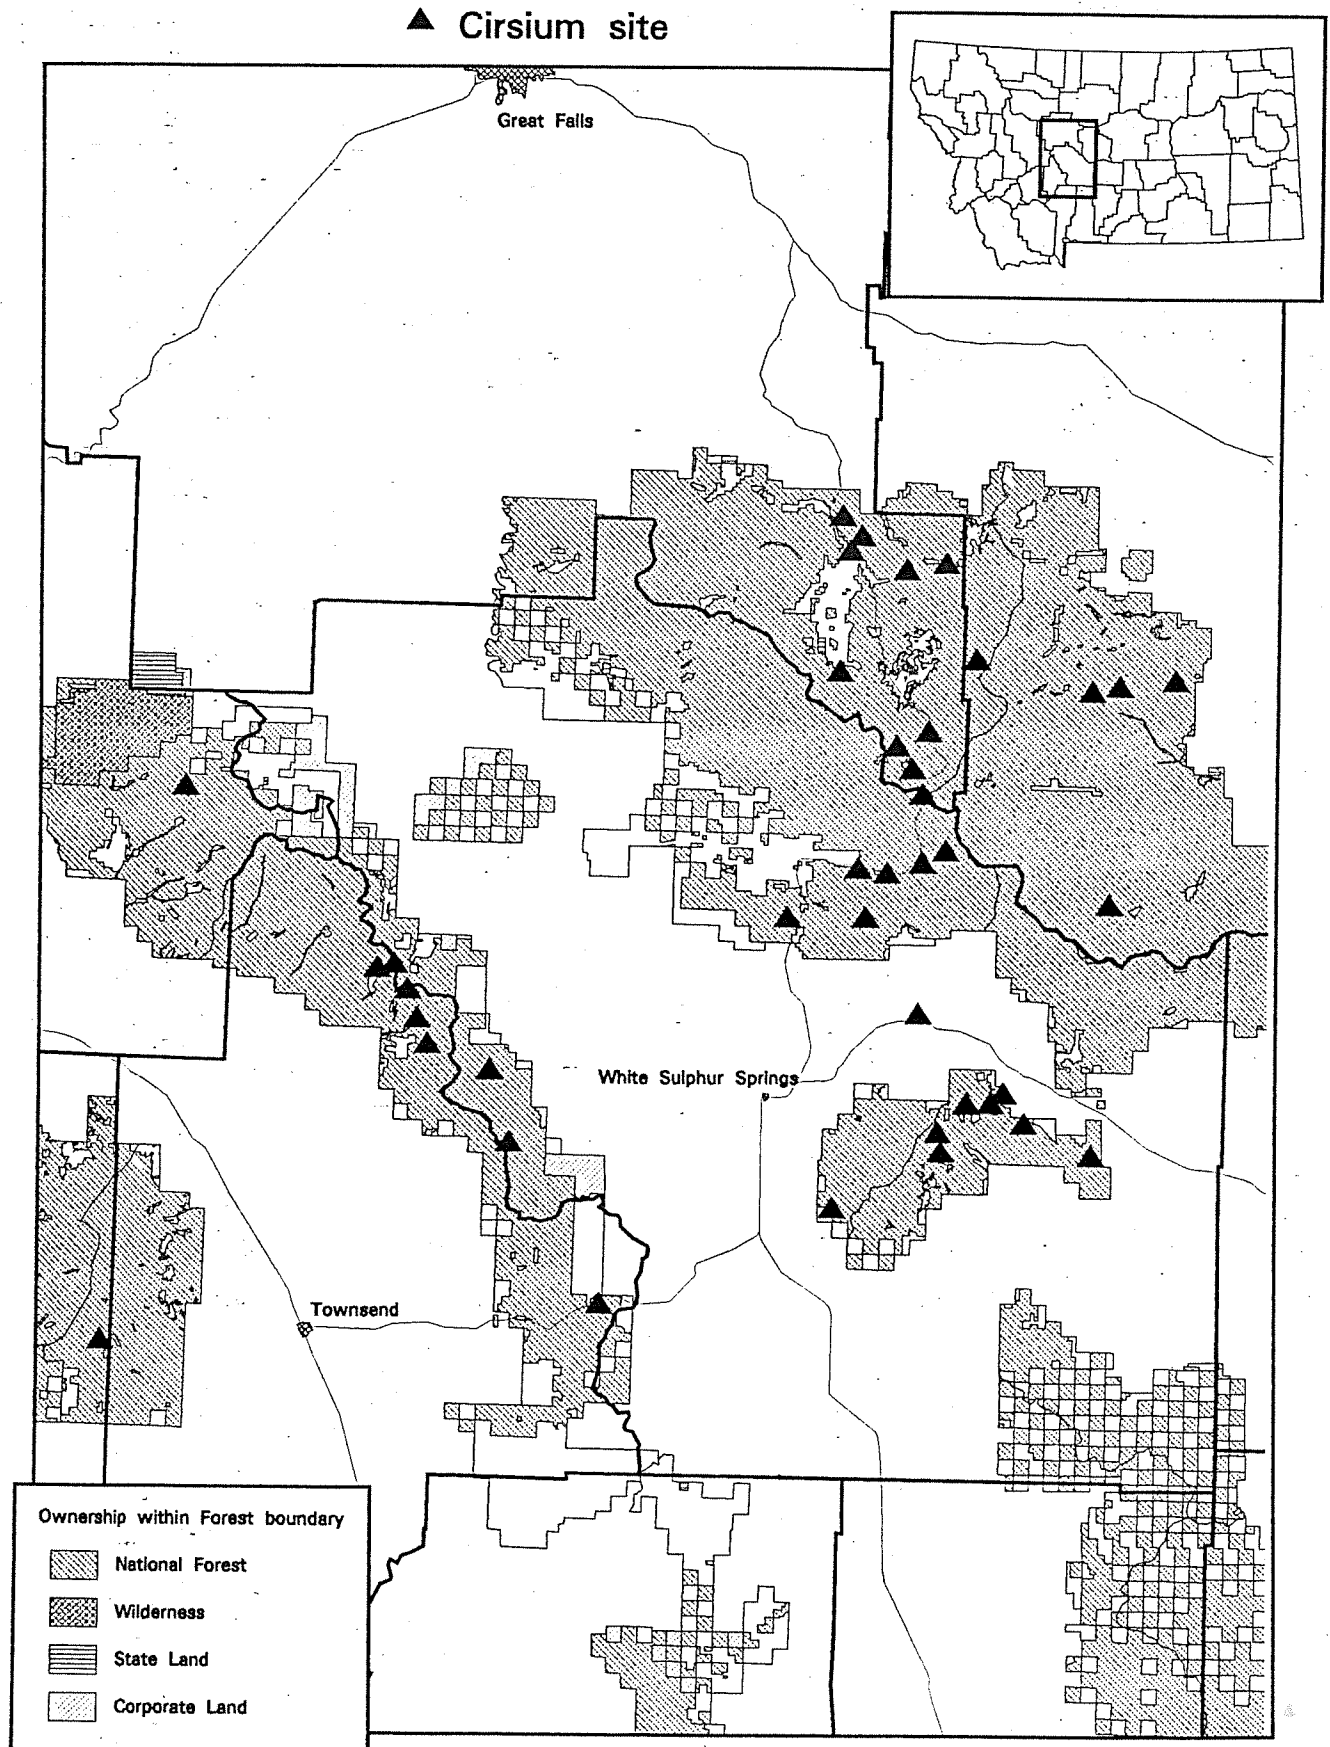 ▲ Cirsium site
Great Falls
White Sulphur Springs
Townsend
Ownership within Forest boundary
National Forest
Wilderness
State Land
Corporate Land